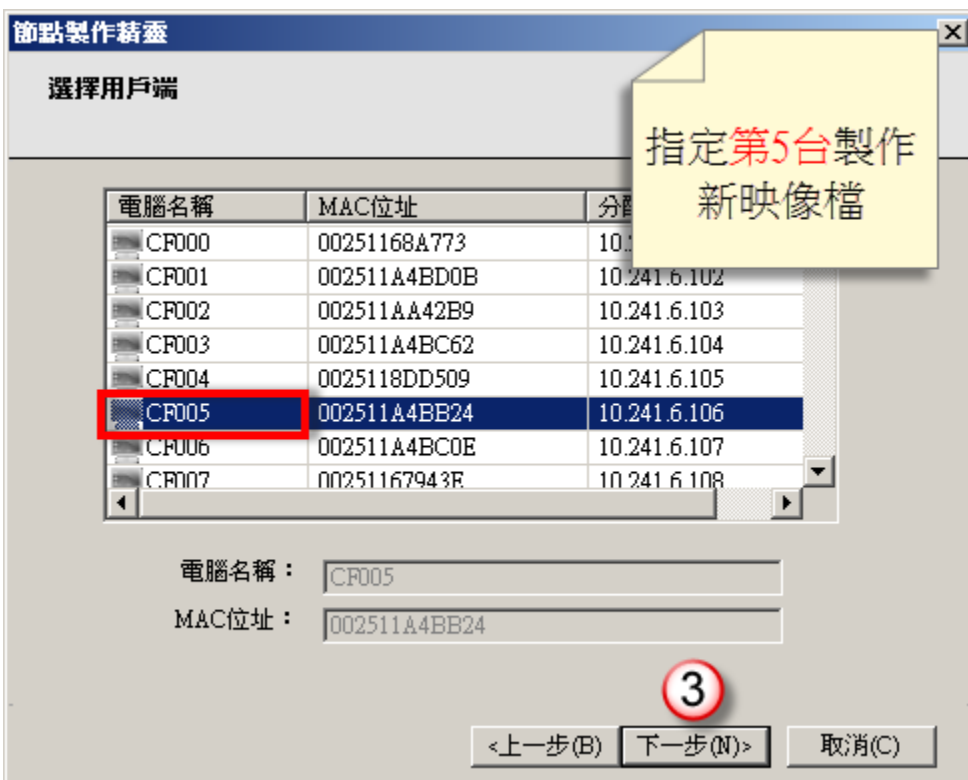 節點製作精靈
選擇用戶端
指定第5台製作
新映像檔
電腦名稱 MAC位址
CF000 00251168A773
CF001 002511A4BD0B 10.241.6.102
CF002 002511AA42B9 10.241.6.103
CF003 002511A4BC62 10.241.6.104
CF004 0025118DD509 10.241.6.105
CF005 002511A4BB24 10.241.6.106
CF006 002511A4BC0E 10.241.6.107
CF007 00251167943E 10.241.6.108
電腦名稱： CF005
MAC位址： 002511A4BB24
3
<上一步(B) 下一步(N)> 取消(C)